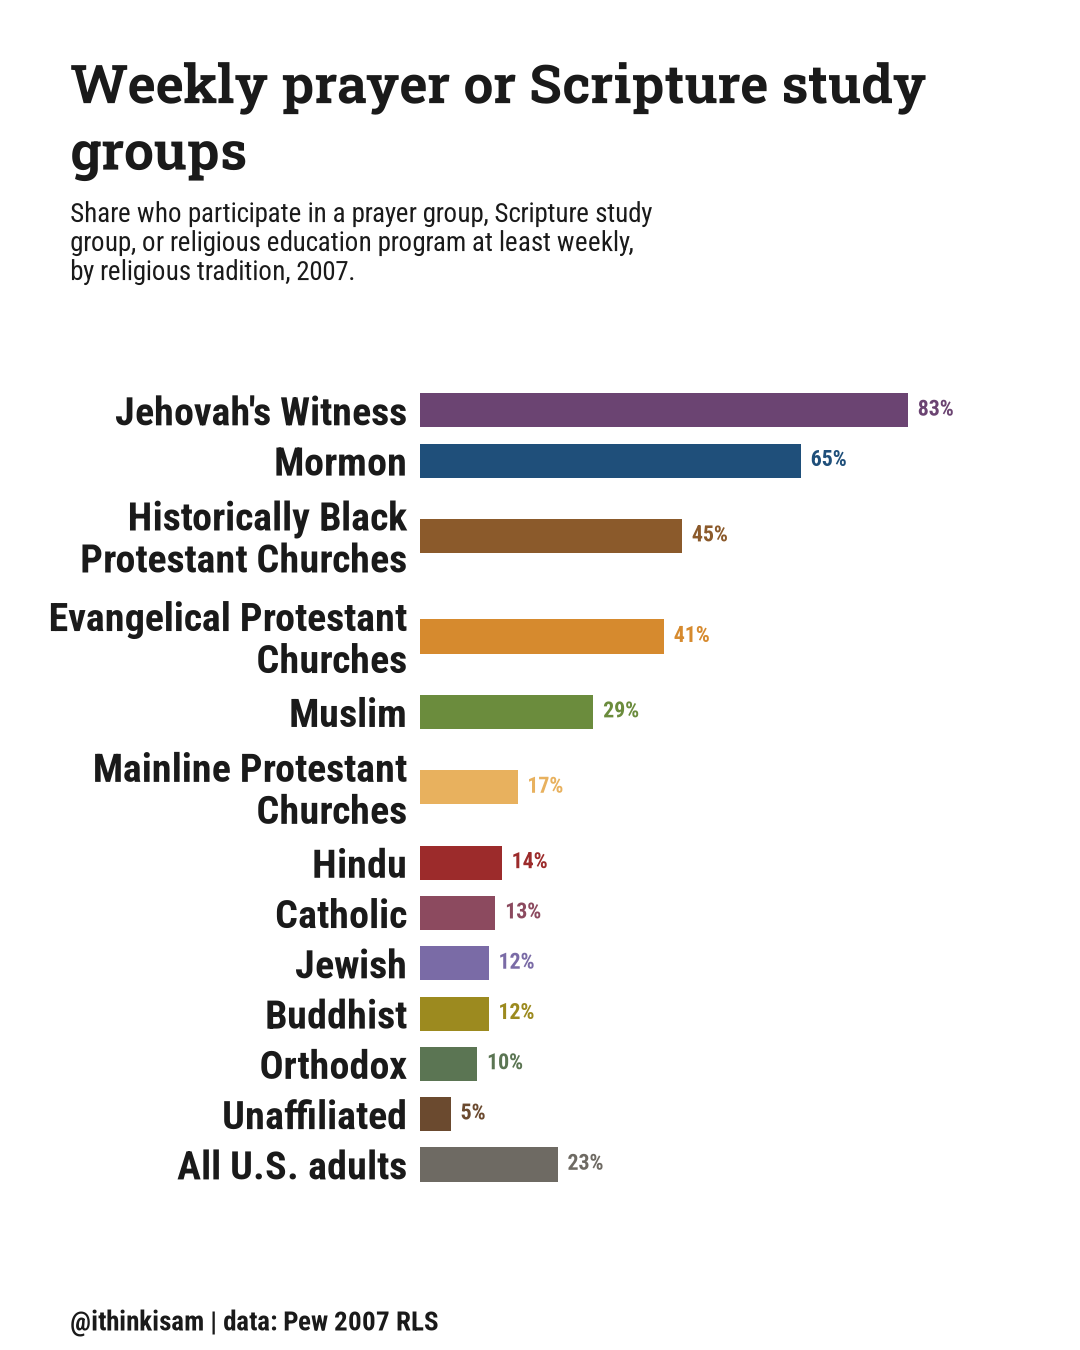 Weekly prayer or Scripture study
groups
Share who participate in a prayer group, Scripture study
group, or religious education program at least weekly,
by religious tradition, 2007.
Jehovah's Witness 83%
Mormon 65%
Historically Black
Protestant Churches 45%
Evangelical Protestant
Churches 41%
Muslim 29%
Mainline Protestant
Churches 17%
Hindu 14%
Catholic 13%
Jewish 12%
Buddhist 12%
Orthodox 10%
Unaffiliated 5%
All U.S. adults 23%
@ithinkisam | data: Pew 2007 RLS